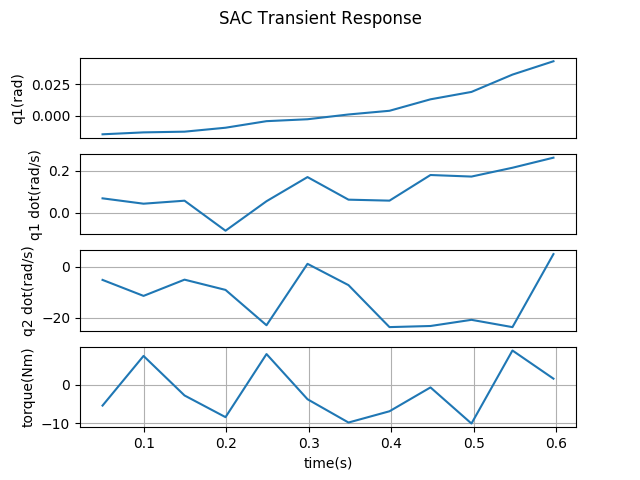 SAC Transient Response
q1(rad)
0.025
0.000
q1 dot(rad/s)
0.2
0.0
q2 dot(rad/s)
0
−20
torque(Nm)
0
−10
0.1 0.2 0.3 0.4 0.5 0.6
time(s)